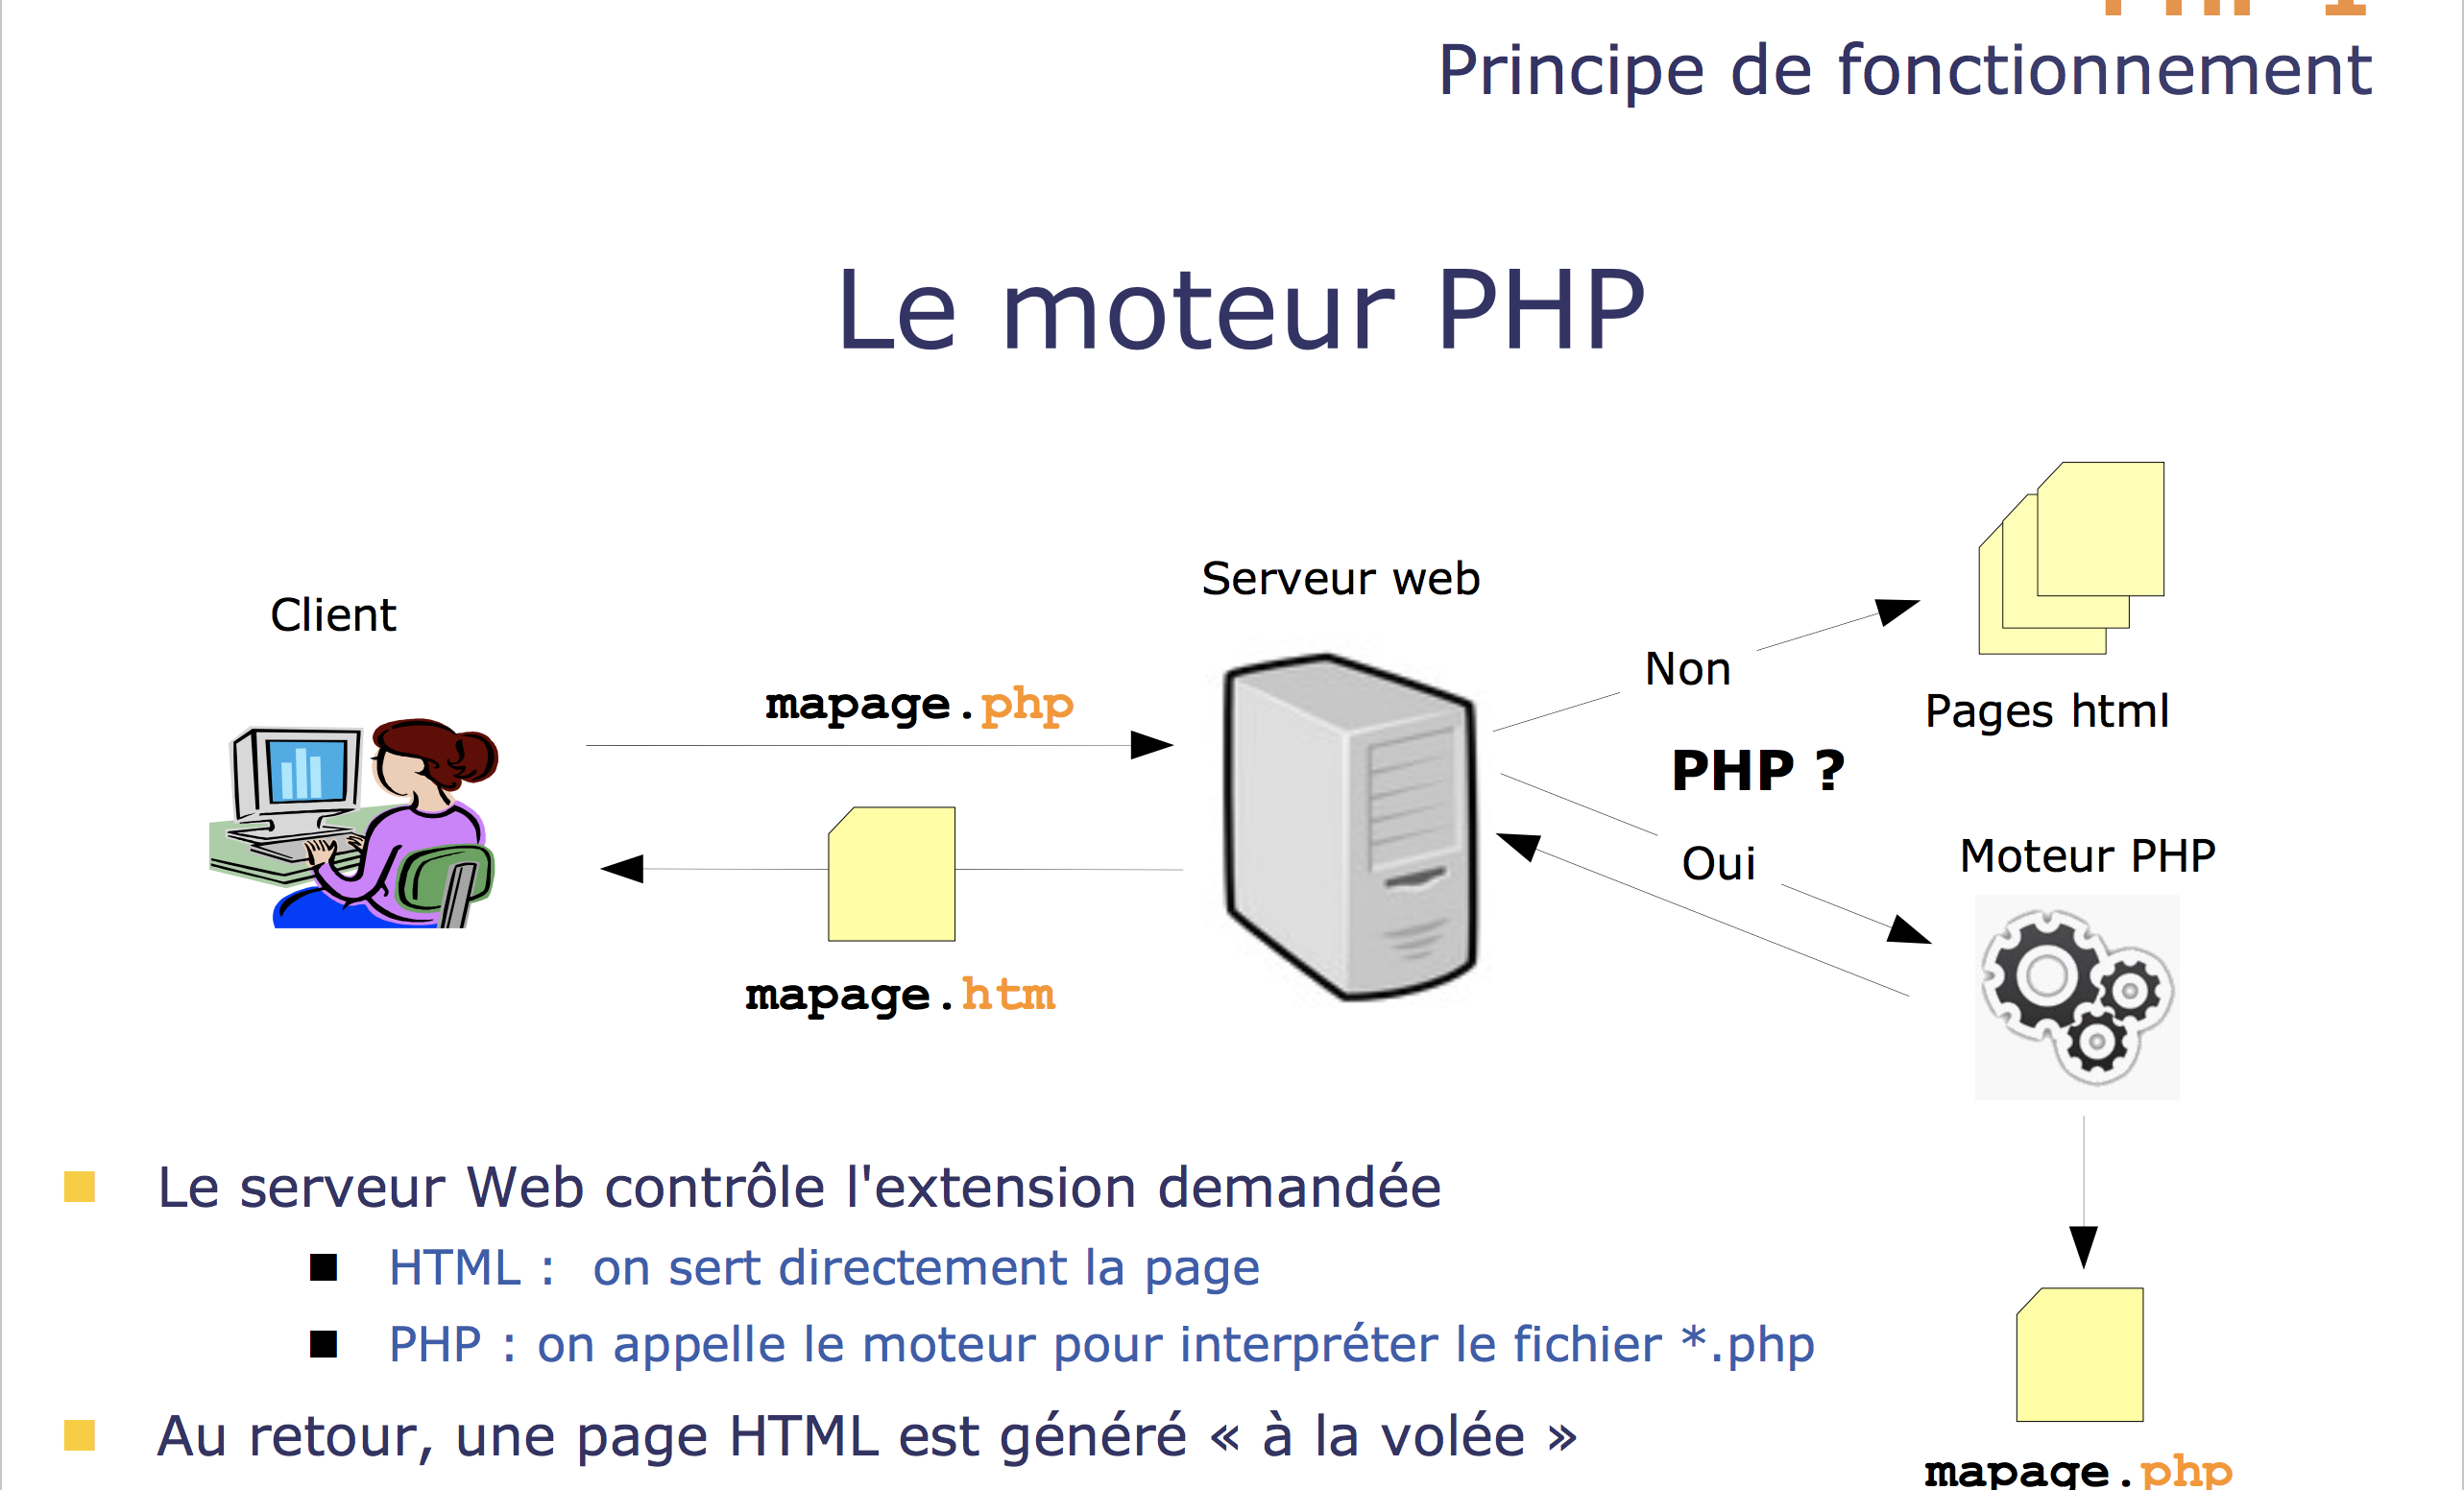 Principe de fonctionnement
Le moteur PHP
Client
Serveur web
mapage.php
mapage.htm
Non
PHP ?
Oui
Pages html
Moteur PHP
mapage.php
Le serveur Web contrôle l'extension demandée
HTML :  on sert directement la page
PHP : on appelle le moteur pour interpréter le fichier *.php
Au retour, une page HTML est généré « à la volée »